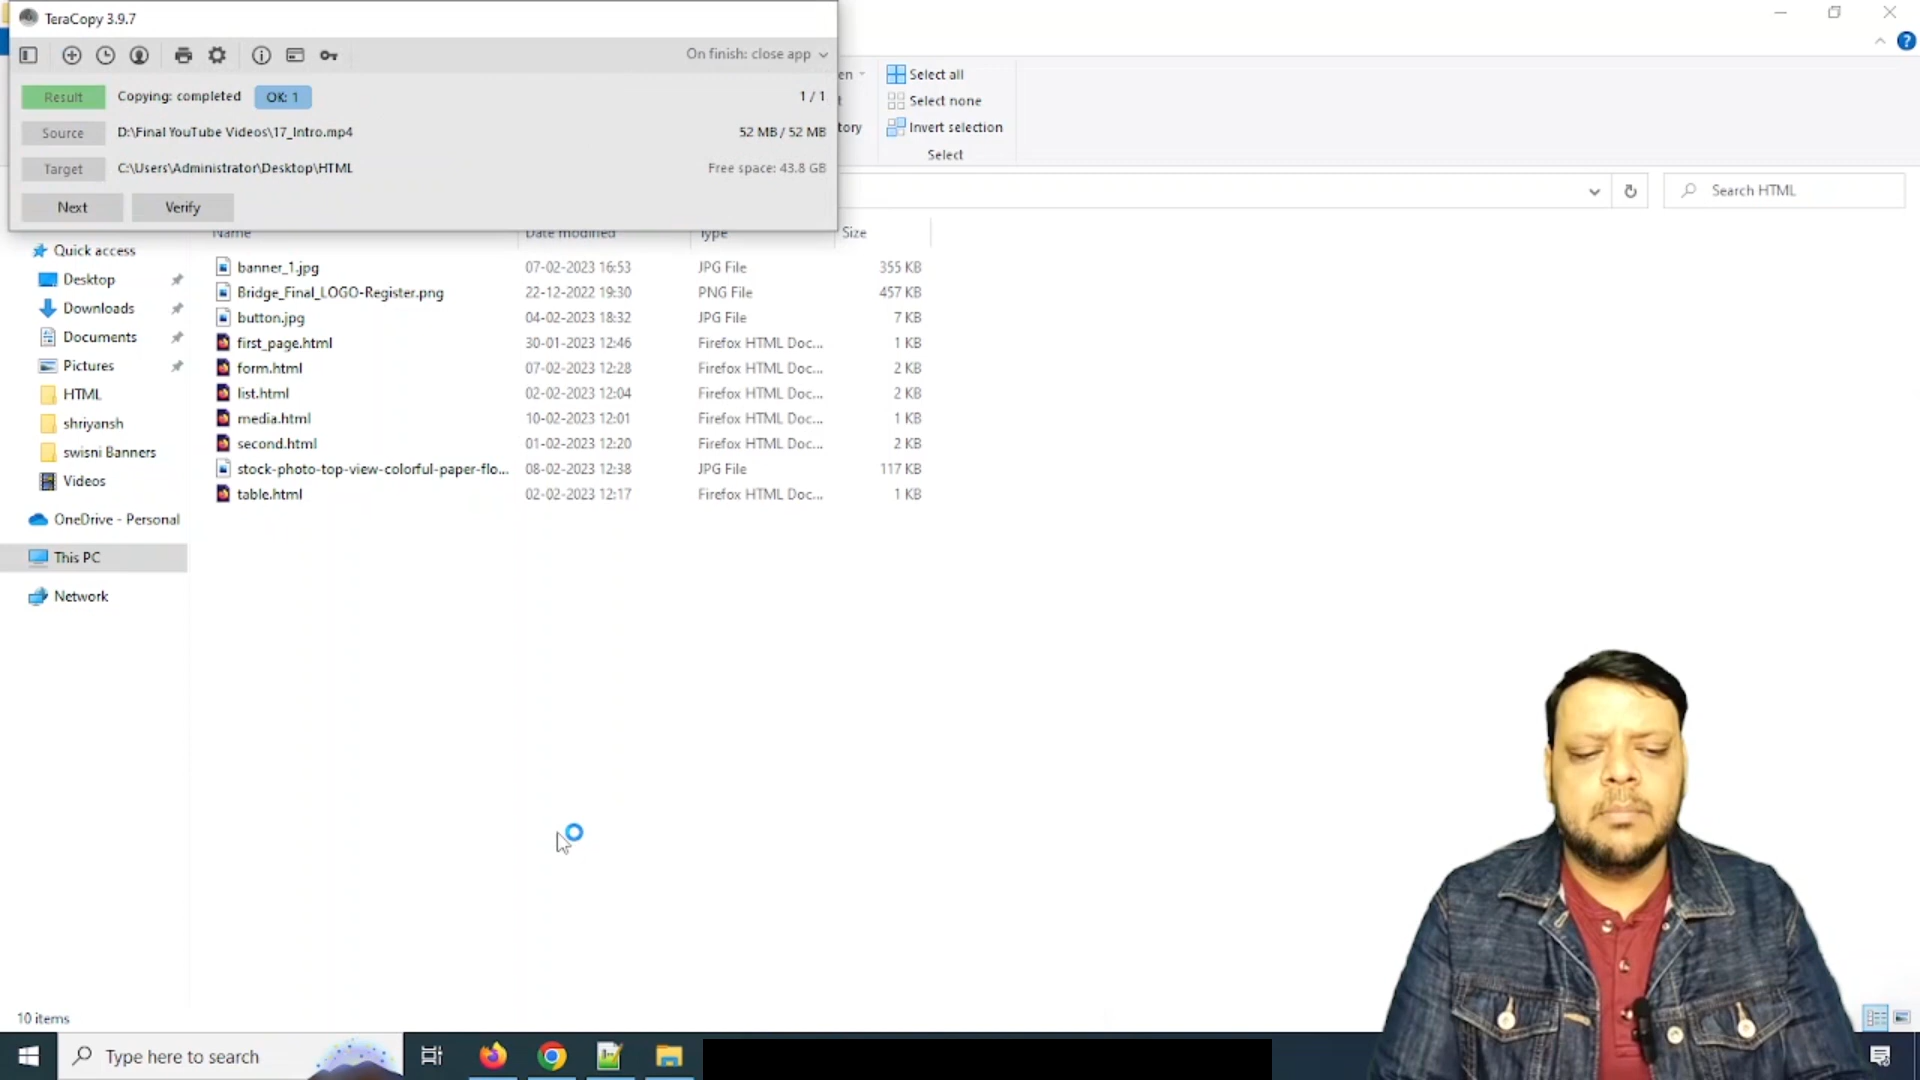 TeraCopy 3.9.7
On finish: close app
Result Copying: completed OK: 1 1 / 1
Source D:\Final YouTube Videos\17_Intro.mp4 52 MB / 52 MB
Target C:\Users\Administrator\Desktop\HTML Free space: 43.8 GB
Next Verify
en
tory
Select all
Select none
Invert selection
Select
Search HTML
Name Date modified Type Size
Quick access
Desktop
Downloads
Documents
Pictures
HTML
shriyansh
swisni Banners
Videos
OneDrive - Personal
This PC
Network
banner_1.jpg 07-02-2023 16:53 JPG File 355 KB
Bridge_Final_LOGO-Register.png 22-12-2022 19:30 PNG File 457 KB
button.jpg 04-02-2023 18:32 JPG File 7 KB
first_page.html 30-01-2023 12:46 Firefox HTML Doc... 1 KB
form.html 07-02-2023 12:28 Firefox HTML Doc... 2 KB
list.html 02-02-2023 12:04 Firefox HTML Doc... 2 KB
media.html 10-02-2023 12:01 Firefox HTML Doc... 1 KB
second.html 01-02-2023 12:20 Firefox HTML Doc... 2 KB
stock-photo-top-view-colorful-paper-flo... 08-02-2023 12:38 JPG File 117 KB
table.html 02-02-2023 12:17 Firefox HTML Doc... 1 KB
10 items
Type here to search